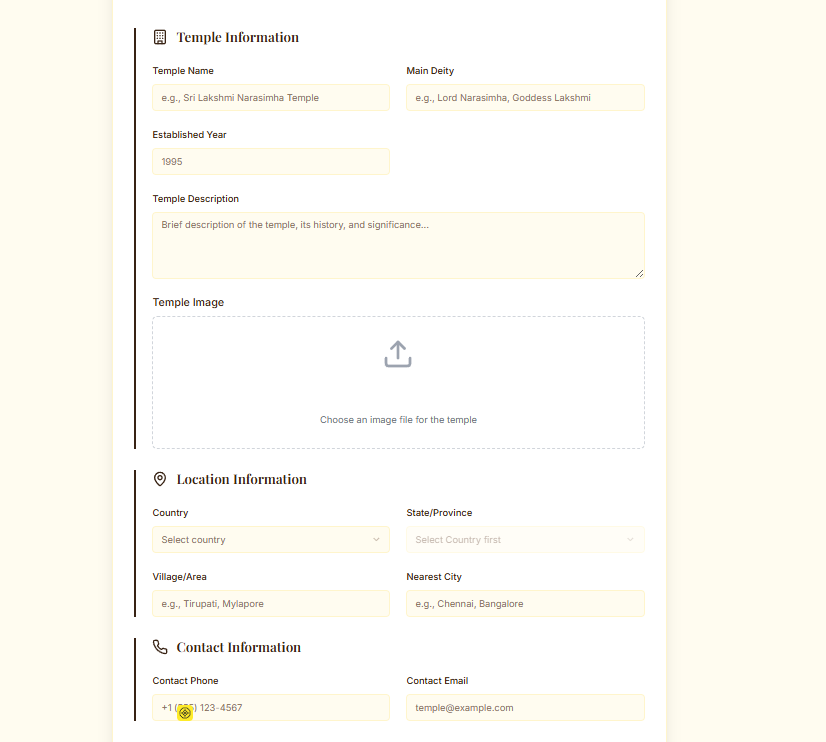 Temple Information
Temple Name
Main Deity
e.g., Sri Lakshmi Narasimha Temple
e.g., Lord Narasimha, Goddess Lakshmi
Established Year
1995
Temple Description
Brief description of the temple, its history, and significance...
Temple Image
Choose an image file for the temple
Location Information
Country
State/Province
Select country
Select Country first
Village/Area
Nearest City
e.g., Tirupati, Mylapore
e.g., Chennai, Bangalore
Contact Information
Contact Phone
Contact Email
+1 ( ) 123-4567
temple@example.com